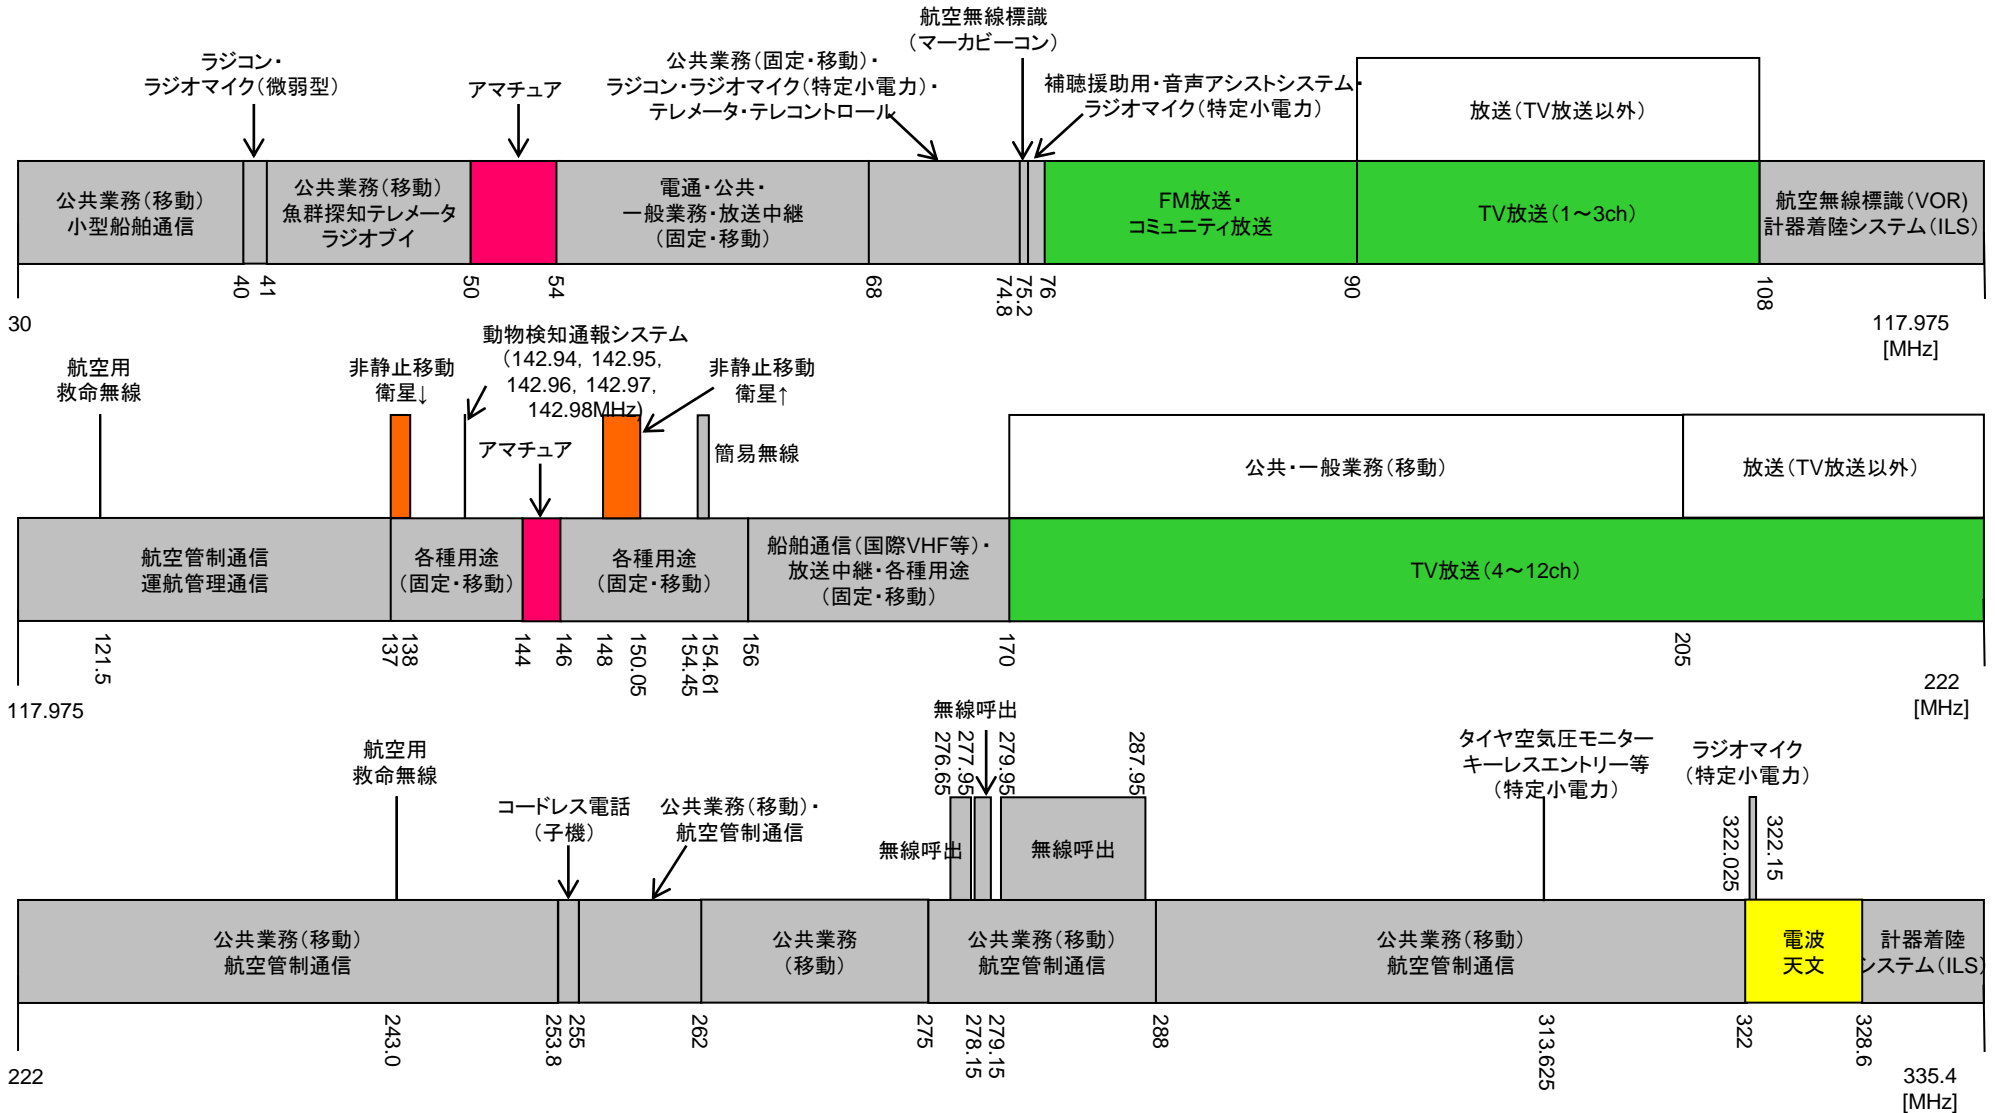 航空無線標識
（マーカビーコン）
ラジコン・
ラジオマイク（微弱型）
アマチュア
公共業務（固定・移動）・
ラジコン・ラジオマイク（特定小電力）・
テレメータ・テレコントロール
補聴援助用・音声アシストシステム・
ラジオマイク（特定小電力）
放送（TV放送以外）
公共業務（移動）
小型船舶通信
公共業務（移動）
魚群探知テレメータ
ラジオブイ
電通・公共・
一般業務・放送中継
（固定・移動）
FM放送・
コミュニティ放送
TV放送（1～3ch）
航空無線標識（VOR）
計器着陸システム（ILS）
40
41
50
54
68
74.8
75.2
76
90
108
30
117.975
[MHz]
航空用
救命無線
非静止移動
衛星↓
動物検知通報システム
（142.94, 142.95,
142.96, 142.97,
142.98MHz)
非静止移動
衛星↑
アマチュア
簡易無線
公共・一般業務（移動）
放送（TV放送以外）
航空管制通信
運航管理通信
各種用途
（固定・移動）
各種用途
（固定・移動）
船舶通信（国際VHF等）・
放送中継・各種用途
（固定・移動）
TV放送（4～12ch）
121.5
137
138
144
146
148
150.05
154.45
154.61
156
170
205
117.975
222
[MHz]
航空用
救命無線
コードレス電話
（子機）
公共業務（移動）・
航空管制通信
無線呼出
276.65
277.95
279.95
287.95
無線呼出
無線呼出
タイヤ空気圧モニター
キーレスエントリー等
（特定小電力）
ラジオマイク
（特定小電力）
322.025
322.15
公共業務（移動）
航空管制通信
公共業務
（移動）
公共業務（移動）
航空管制通信
公共業務（移動）
航空管制通信
電波
天文
計器着陸
システム（ILS）
243.0
253.8
255
262
275
278.15
279.15
288
313.625
322
328.6
222
335.4
[MHz]